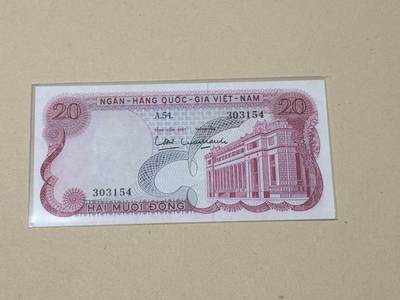 NGÂN-HÀNG QUỐC-GIA VIỆT-NAM
20
20
A.54.
303154
303154
HAI MƯƠI ĐỒNG